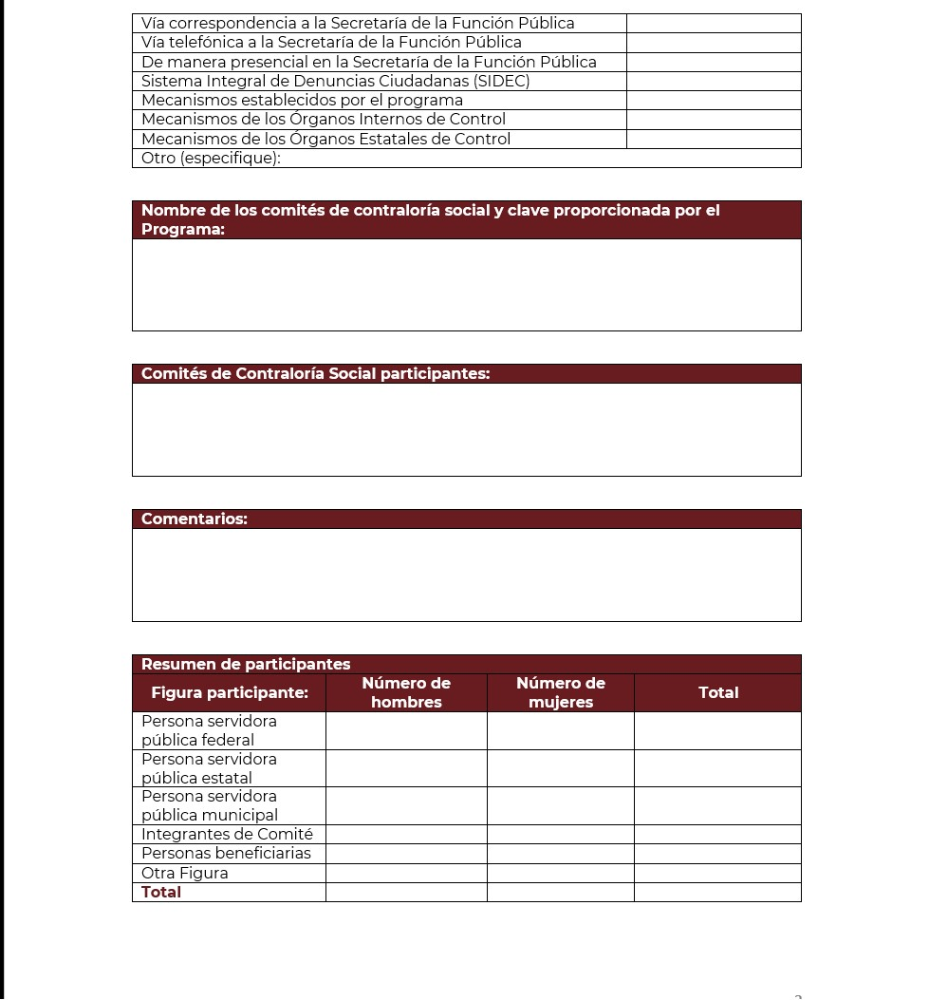 Vía correspondencia a la Secretaría de la Función Pública
Vía telefónica a la Secretaría de la Función Pública
De manera presencial en la Secretaría de la Función Pública
Sistema Integral de Denuncias Ciudadanas (SIDEC)
Mecanismos establecidos por el programa
Mecanismos de los Órganos Internos de Control
Mecanismos de los Órganos Estatales de Control
Otro (especifique):
Nombre de los comités de contraloría social y clave proporcionada por el
Programa:
Comités de Contraloría Social participantes:
Comentarios:
Resumen de participantes
Figura participante:
Número de
hombres
Número de
mujeres
Total
Persona servidora
pública federal
Persona servidora
pública estatal
Persona servidora
pública municipal
Integrantes de Comité
Personas beneficiarias
Otra Figura
Total